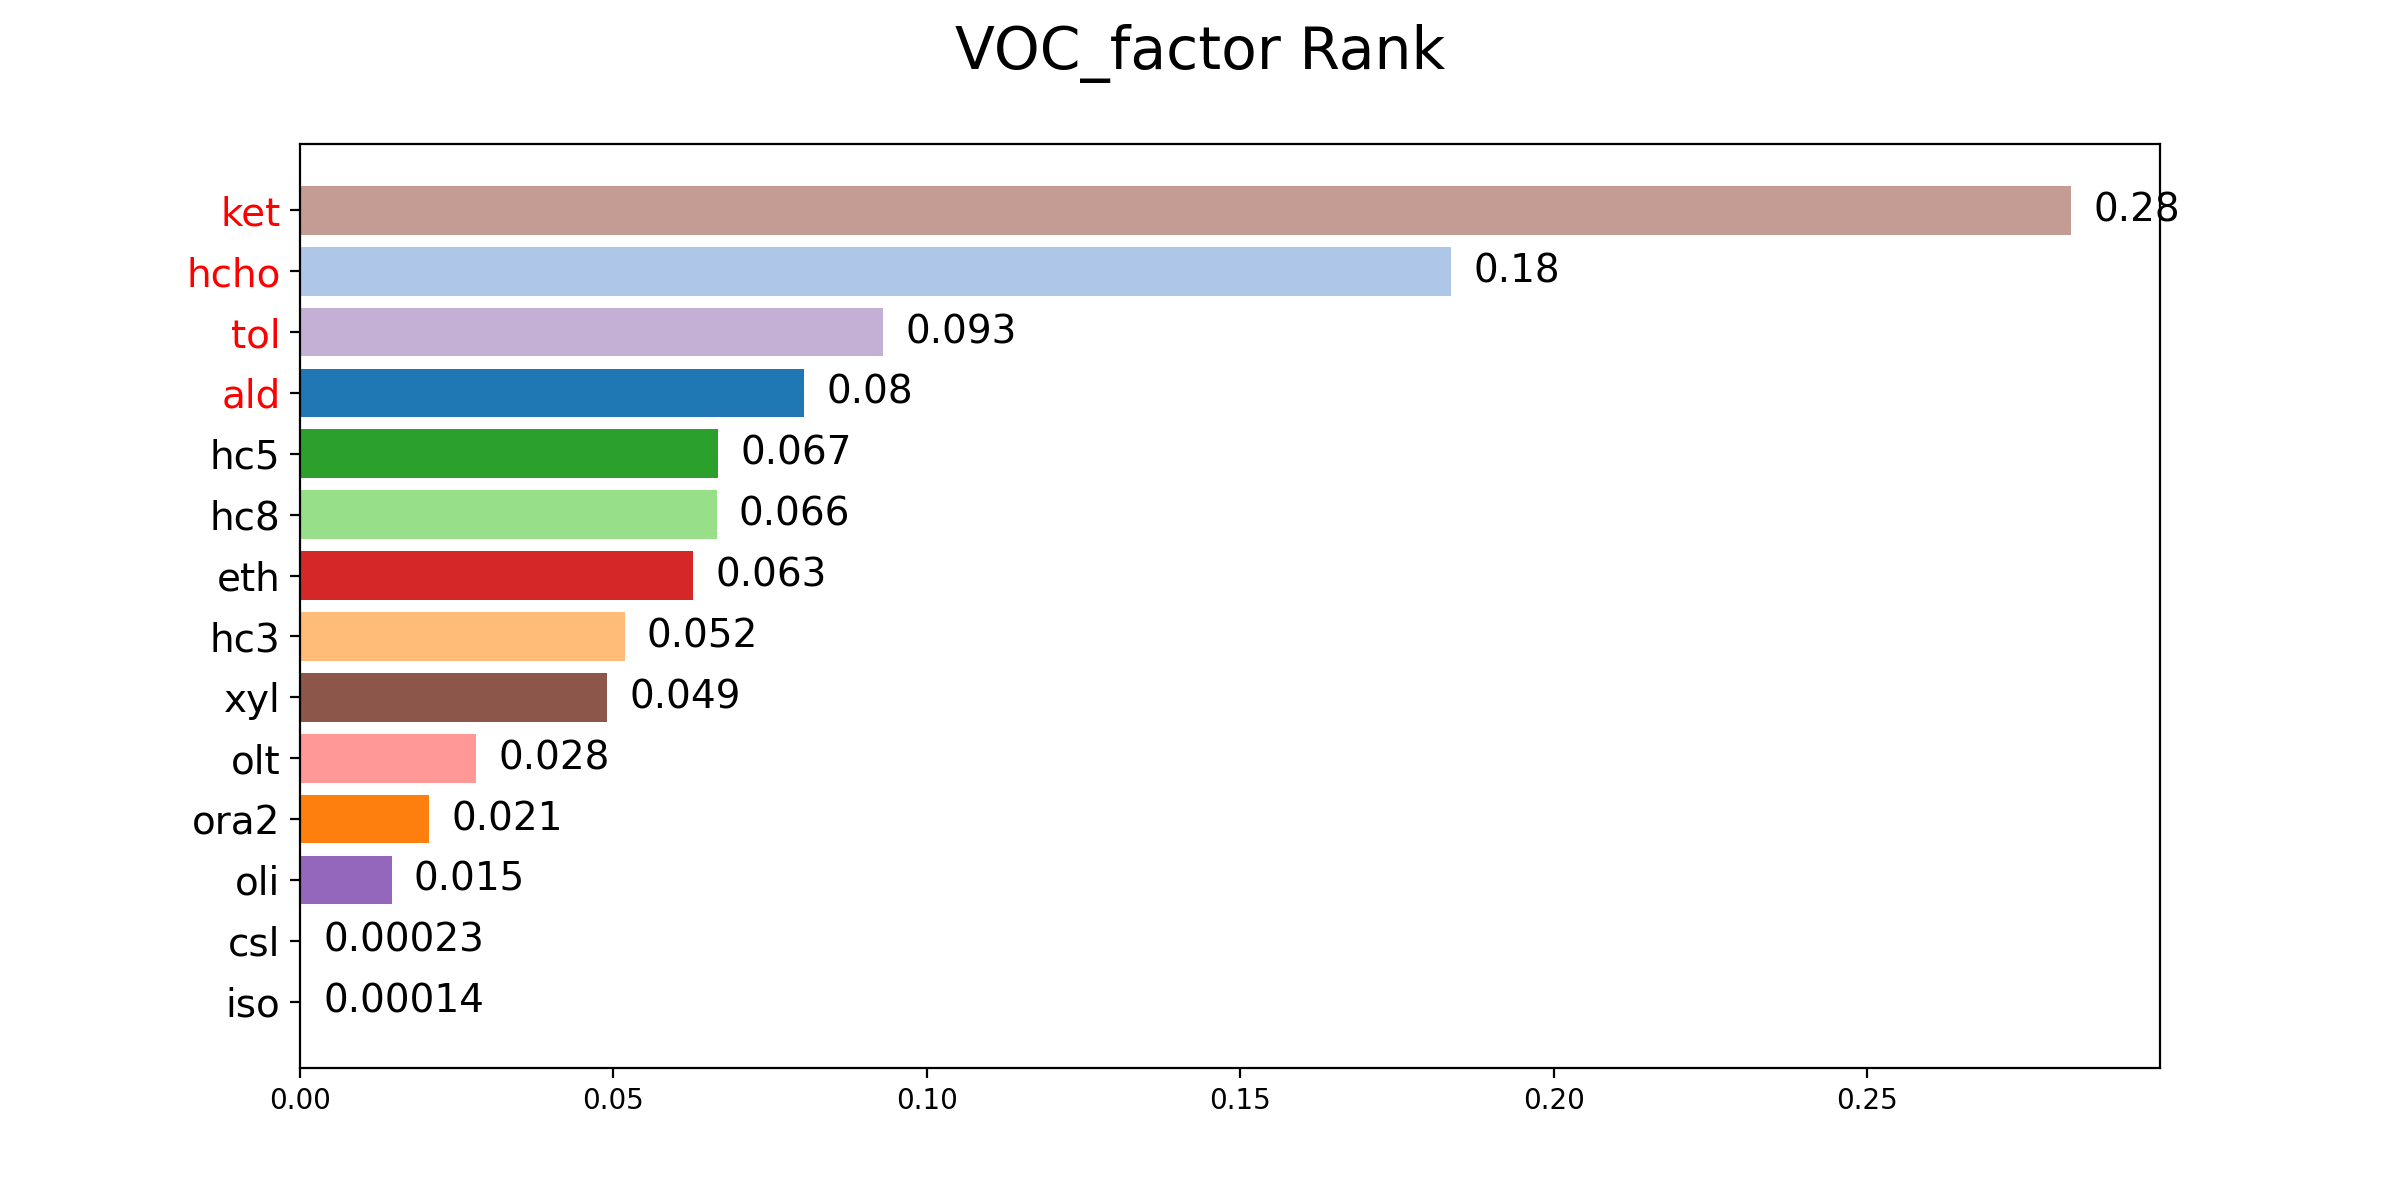 VOC_factor Rank
ket 0.28
hcho 0.18
tol 0.093
ald 0.08
hc5 0.067
hc8 0.066
eth 0.063
hc3 0.052
xyl 0.049
olt 0.028
ora2 0.021
oli 0.015
csl 0.00023
iso 0.00014
0.00 0.05 0.10 0.15 0.20 0.25